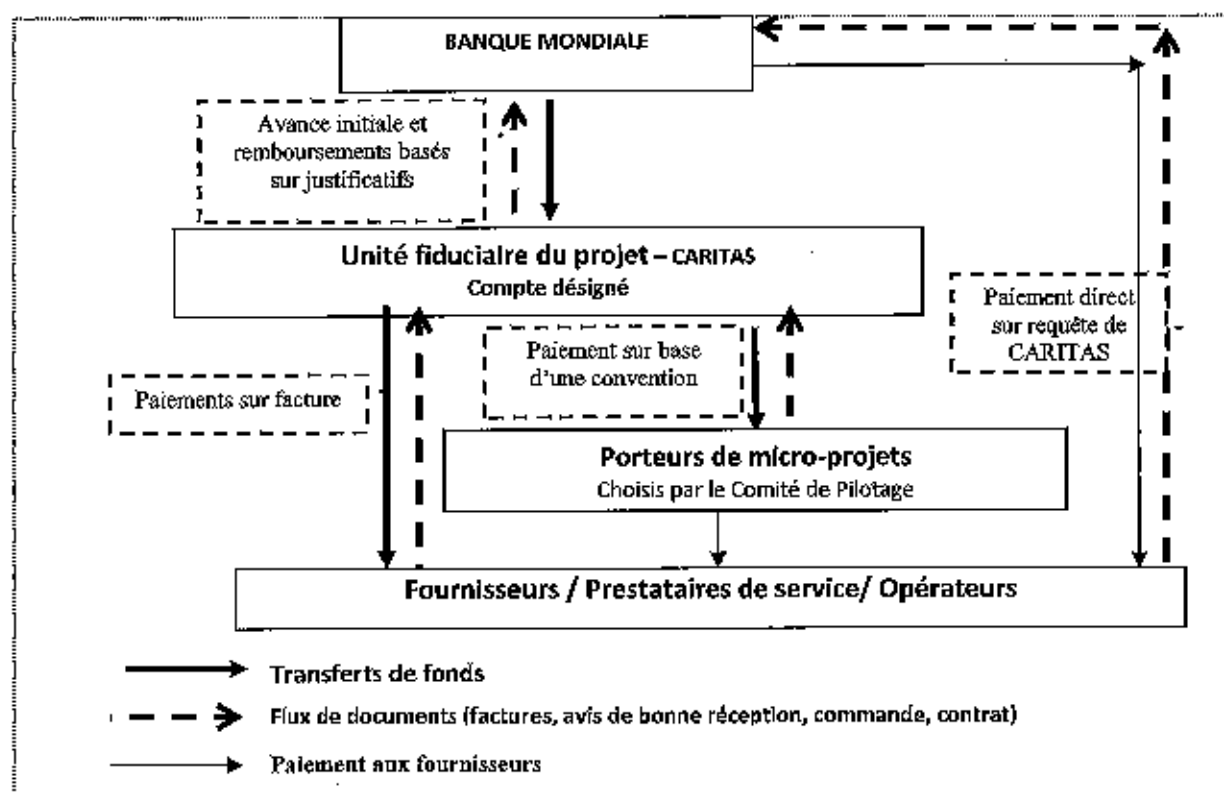 BANQUE MONDIALE
Avance initiale et
remboursements basés
sur justificatifs
Unité fiduciaire du projet – CARITAS
Compte désigné
Paiement direct
sur requête de
CARITAS
Paiement sur base
d'une convention
Paiements sur facture
Porteurs de micro-projets
Choisis par le Comité de Pilotage
Fournisseurs / Prestataires de service/ Opérateurs
Transferts de fonds
Flux de documents (factures, avis de bonne réception, commande, contrat)
Paiement aux fournisseurs